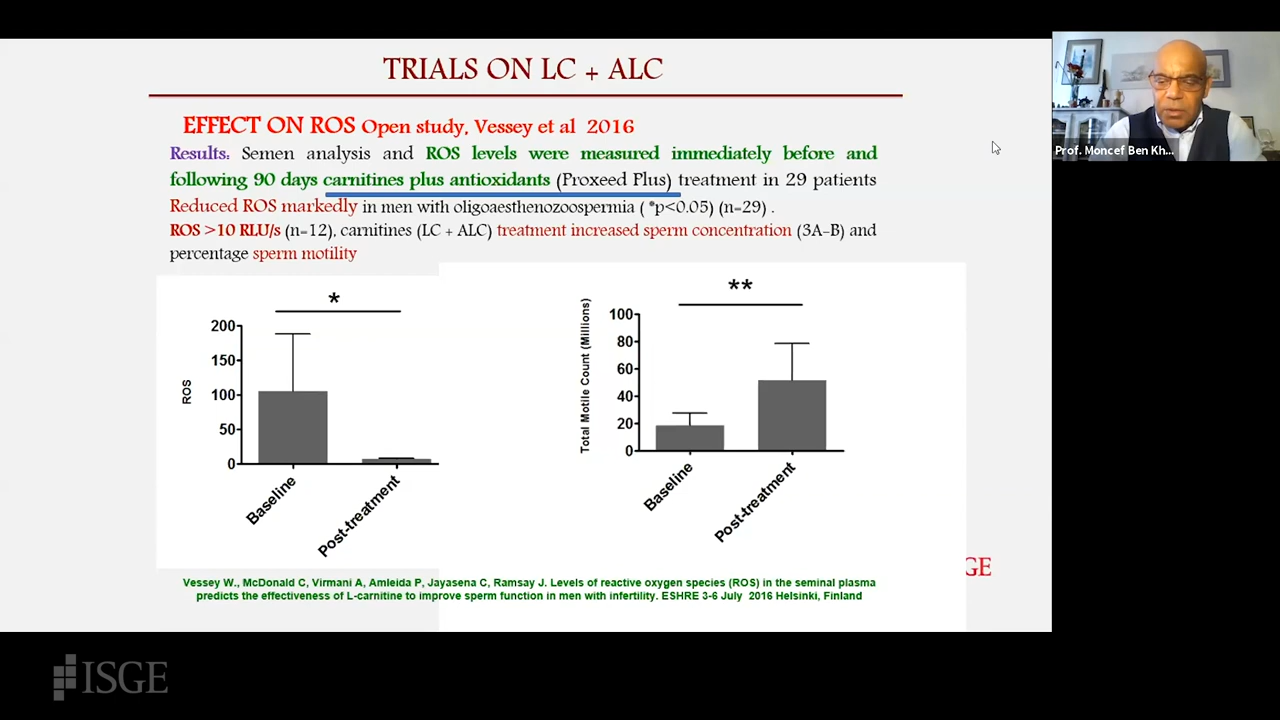 TRIALS ON LC + ALC
EFFECT ON ROS Open study, Vessey et al 2016
Results: Semen analysis and ROS levels were measured immediately before and
following 90 days carnitines plus antioxidants (Proxeed Plus) treatment in 29 patients
Reduced ROS markedly in men with oligoaesthenozoospermia ( *p<0.05) (n=29) .
ROS >10 RLU/s (n=12), carnitines (LC + ALC) treatment increased sperm concentration (3A-B) and
percentage sperm motility
*
200
150
100
50
0
ROS
Baseline
Post-treatment
**
100
80
60
40
20
0
Total Motile Count (Millions)
Baseline
Post-treatment
Vessey W., McDonald C, Virmani A, Amleida P, Jayasena C, Ramsay J. Levels of reactive oxygen species (ROS) in the seminal plasma
predicts the effectiveness of L-carnitine to improve sperm function in men with infertility. ESHRE 3-6 July 2016 Helsinki, Finland
GE
Prof. Moncef Ben Kh...
ISGE